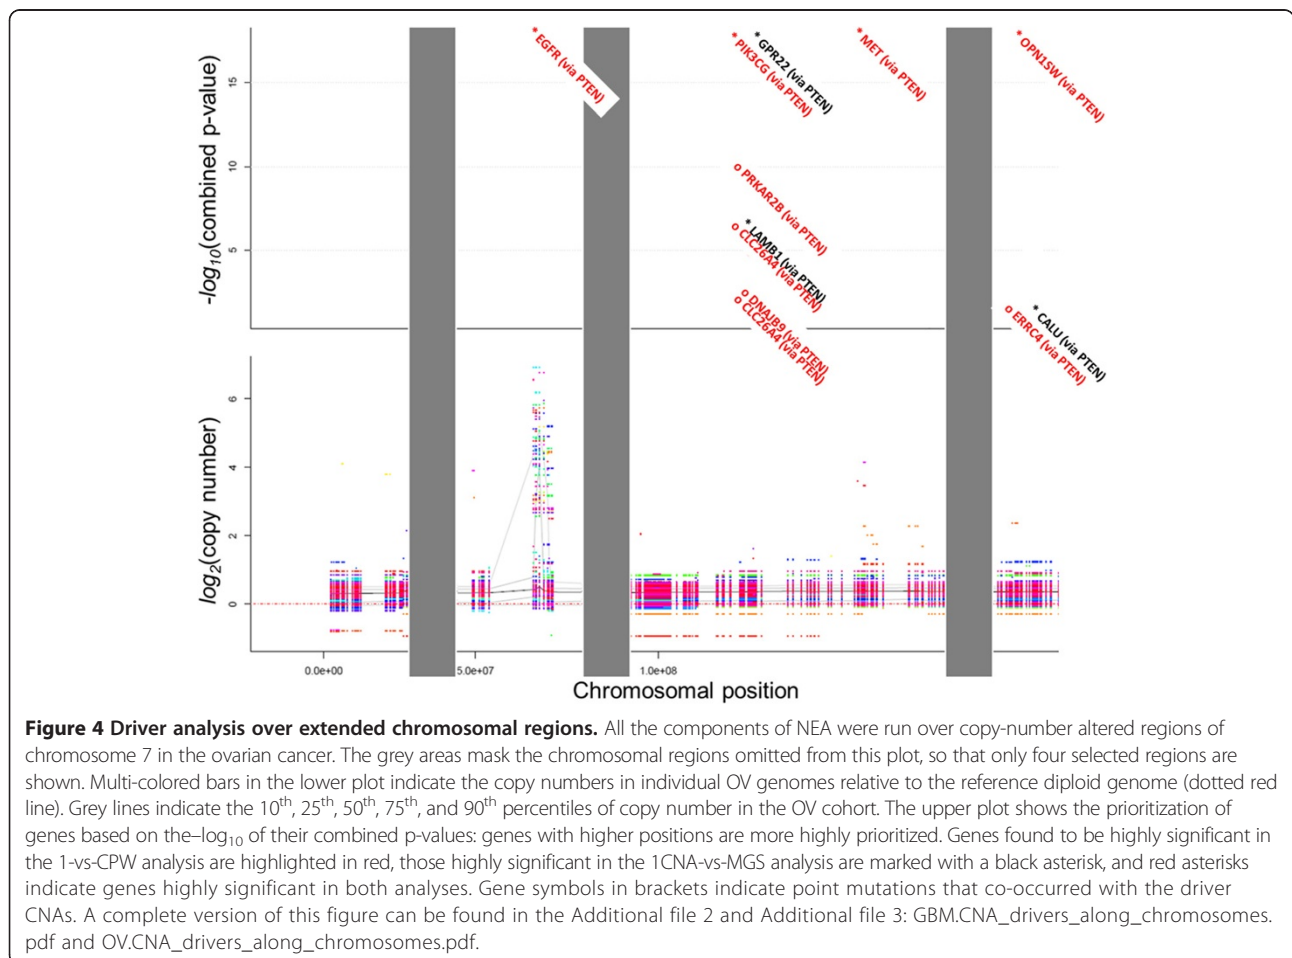 -log10(combined p-value)
15
10
5
* EGFR (via PTEN)
* PIK3CG (via PTEN)
* GPR22 (via PTEN)
* MET (via PTEN)
* OPN1SW (via PTEN)
o PRKAR2B (via PTEN)
* LAMB1 (via PTEN)
o CLC26A4 (via PTEN)
o DNAJB9 (via PTEN)
o CLC26A4 (via PTEN)
* CALU (via PTEN)
o ERRC4 (via PTEN)
log2(copy number)
6
4
2
0
0.0e+00
5.0e+07
1.0e+08
Chromosomal position
Figure 4 Driver analysis over extended chromosomal regions. All the components of NEA were run over copy-number altered regions of
chromosome 7 in the ovarian cancer. The grey areas mask the chromosomal regions omitted from this plot, so that only four selected regions are
shown. Multi-colored bars in the lower plot indicate the copy numbers in individual OV genomes relative to the reference diploid genome (dotted red
line). Grey lines indicate the 10th, 25th, 50th, 75th, and 90th percentiles of copy number in the OV cohort. The upper plot shows the prioritization of
genes based on the–log10 of their combined p-values: genes with higher positions are more highly prioritized. Genes found to be highly significant in
the 1-vs-CPW analysis are highlighted in red, those highly significant in the 1CNA-vs-MGS analysis are marked with a black asterisk, and red asterisks
indicate genes highly significant in both analyses. Gene symbols in brackets indicate point mutations that co-occurred with the driver
CNAs. A complete version of this figure can be found in the Additional file 2 and Additional file 3: GBM.CNA_drivers_along_chromosomes.
pdf and OV.CNA_drivers_along_chromosomes.pdf.